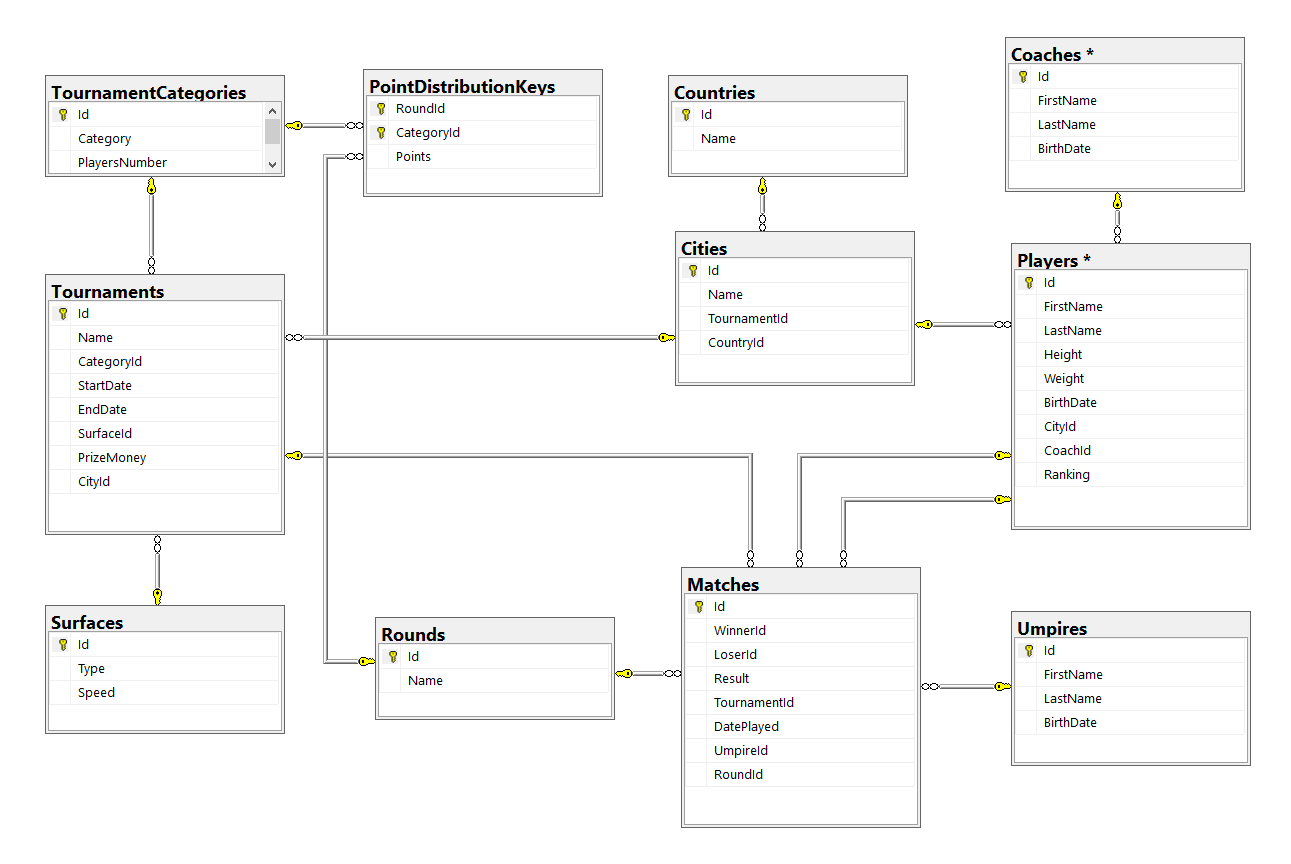 TournamentCategories
Id
Category
PlayersNumber
PointDistributionKeys
RoundId
CategoryId
Points
Countries
Id
Name
Coaches *
Id
FirstName
LastName
BirthDate
Cities
Id
Name
TournamentId
CountryId
Players *
Id
FirstName
LastName
Height
Weight
BirthDate
CityId
CoachId
Ranking
Tournaments
Id
Name
CategoryId
StartDate
EndDate
SurfaceId
PrizeMoney
CityId
Surfaces
Id
Type
Speed
Rounds
Id
Name
Matches
Id
WinnerId
LoserId
Result
TournamentId
DatePlayed
UmpireId
RoundId
Umpires
Id
FirstName
LastName
BirthDate